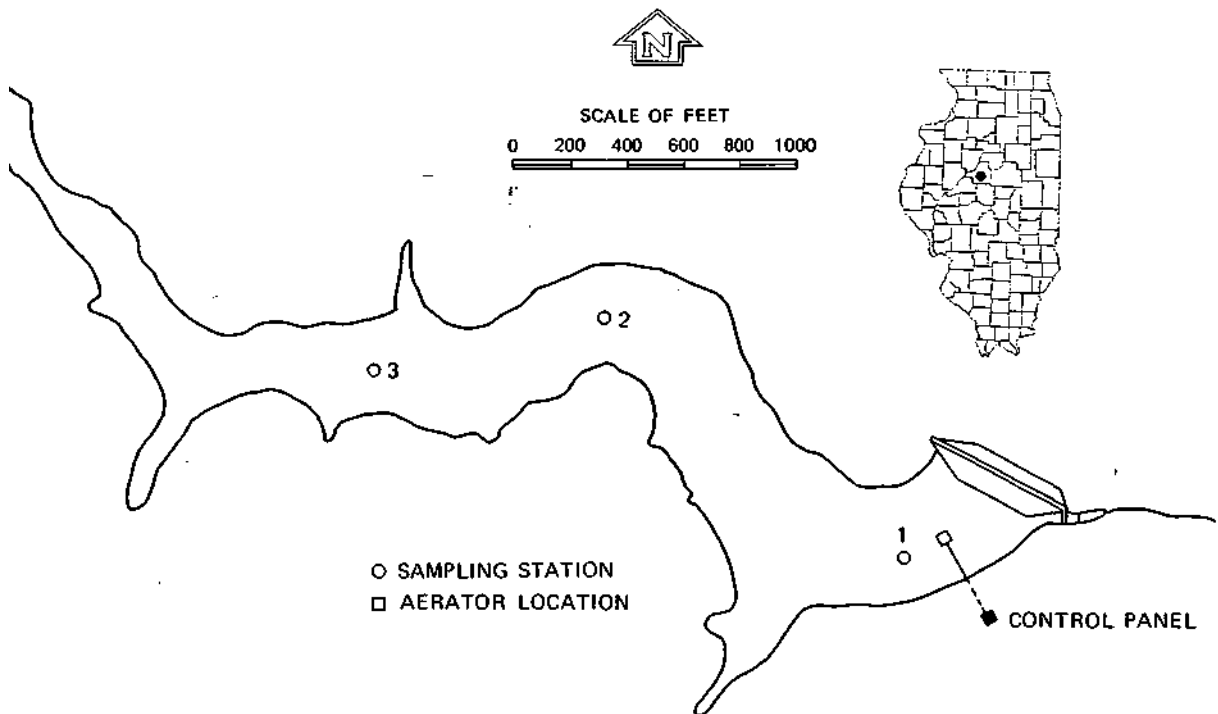 N
SCALE OF FEET
0 200 400 600 800 1000
2
3
1
○ SAMPLING STATION
□ AERATOR LOCATION
CONTROL PANEL